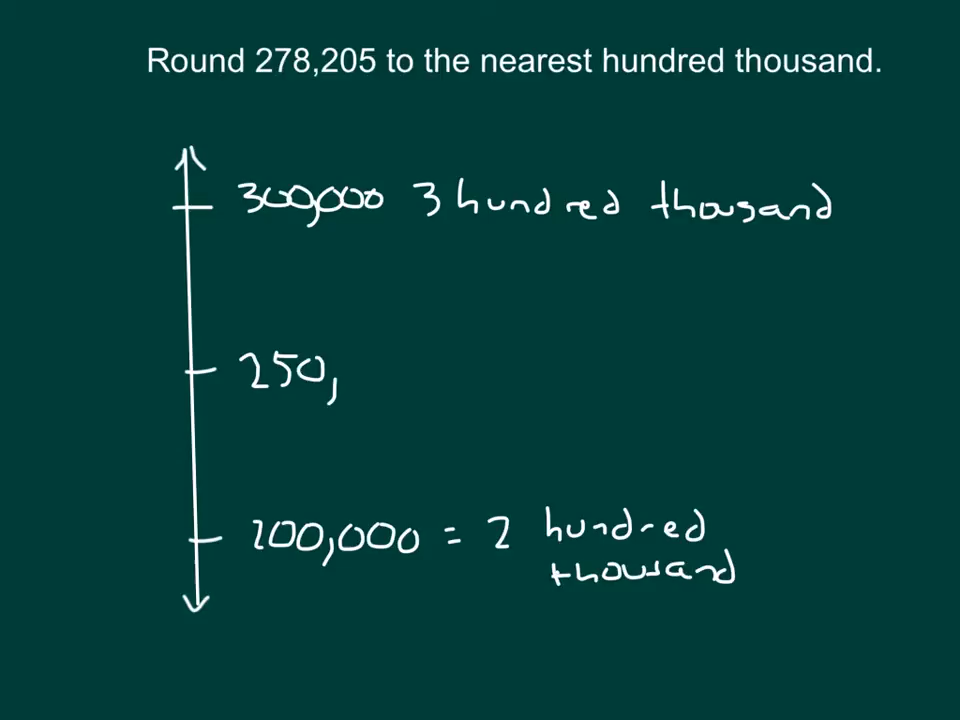 Round 278,205 to the nearest hundred thousand.
300,000 3 hundred thousand
250,
200,000 = 2 hundred
thousand